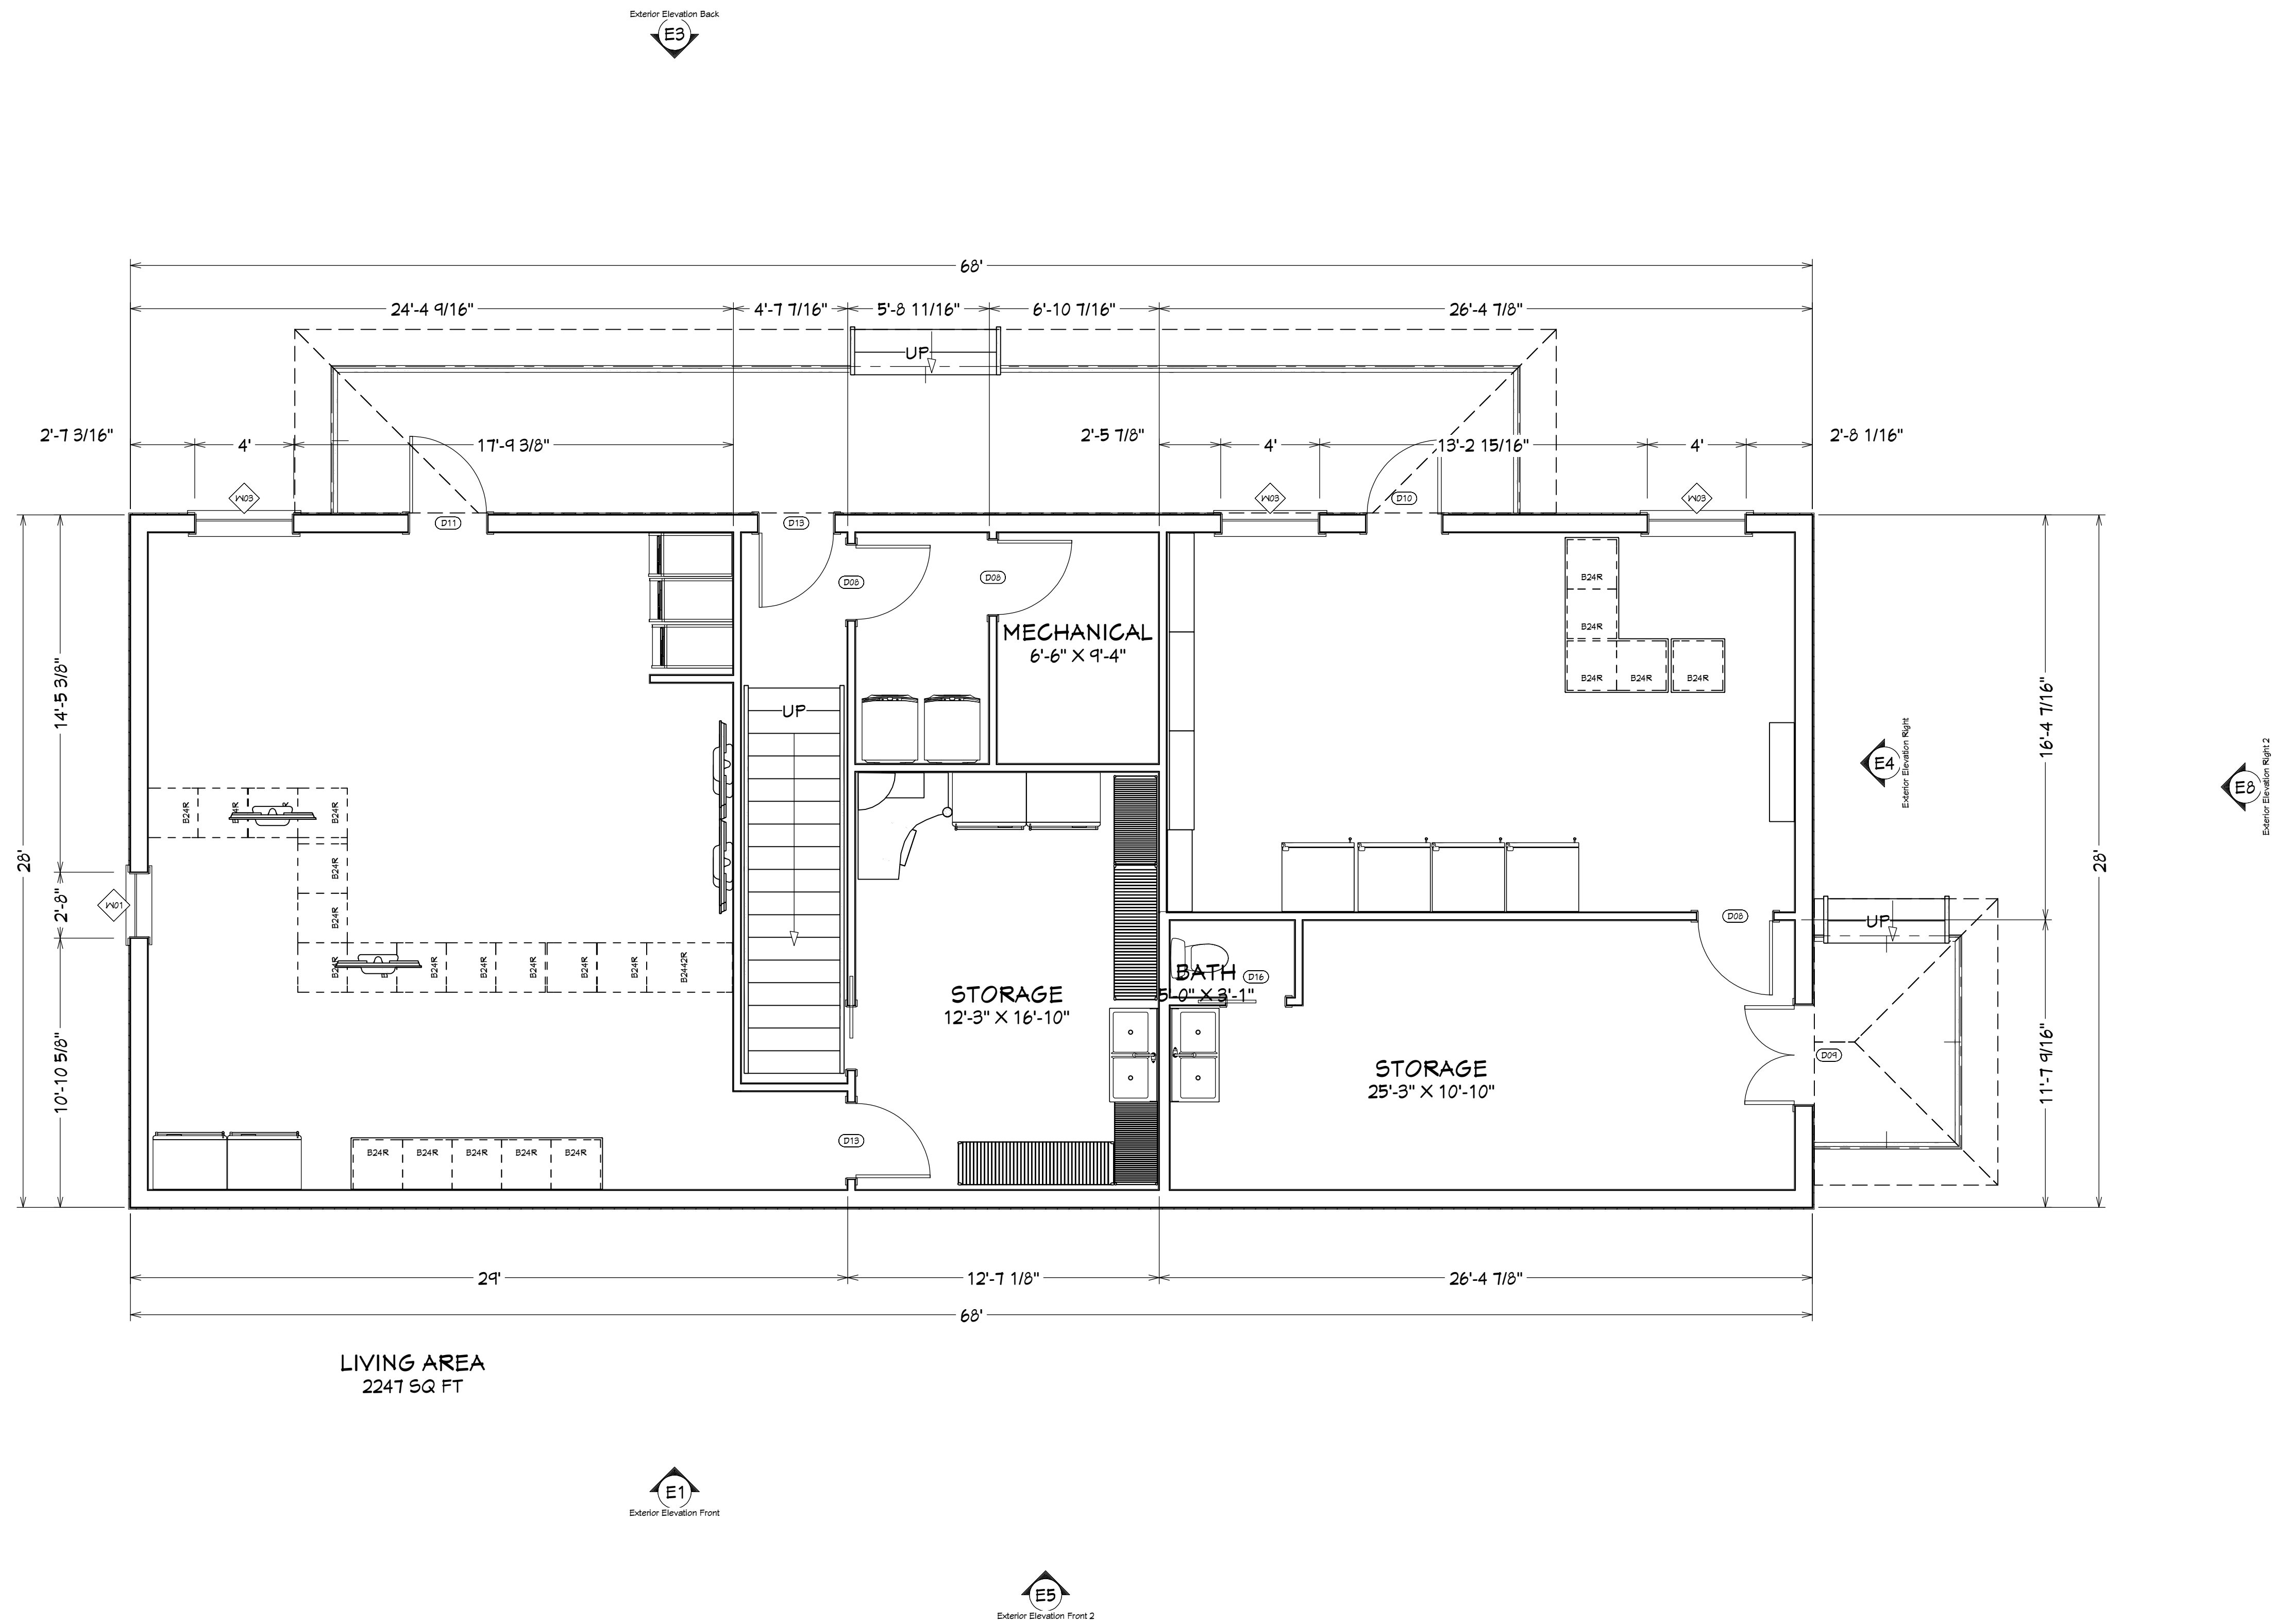 Exterior Elevation Back
E3
68'
24'-4 9/16"
4'-7 7/16"
5'-8 11/16"
6'-10 7/16"
26'-4 7/8"
UP
2'-7 3/16"
4'
17'-9 3/8"
2'-5 7/8"
4'
13'-2 15/16"
4'
2'-8 1/16"
W03
W03
D10
W03
D11
D13
D08
D08
B24R
B24R
B24R
B24R
B24R
MECHANICAL
6'-6" X 9'-4"
14'-5 3/8"
16'-4 7/16"
UP
E4
Exterior Elevation Right
E8
Exterior Elevation Right 2
B24R
B24R
B24R
28'
28'
B24R
2'-8"
W01
B24R
D08
UP
B24R
B24R
B24R
B24R
B24R
B24R
B2442R
BATH
5'-0" X 3'-1"
D16
STORAGE
12'-3" X 16'-10"
10'-10 5/8"
STORAGE
25'-3" X 10'-10"
D09
11'-7 9/16"
D13
B24R
B24R
B24R
B24R
B24R
29'
12'-7 1/8"
26'-4 7/8"
68'
LIVING AREA
2247 SQ FT
E1
Exterior Elevation Front
E5
Exterior Elevation Front 2